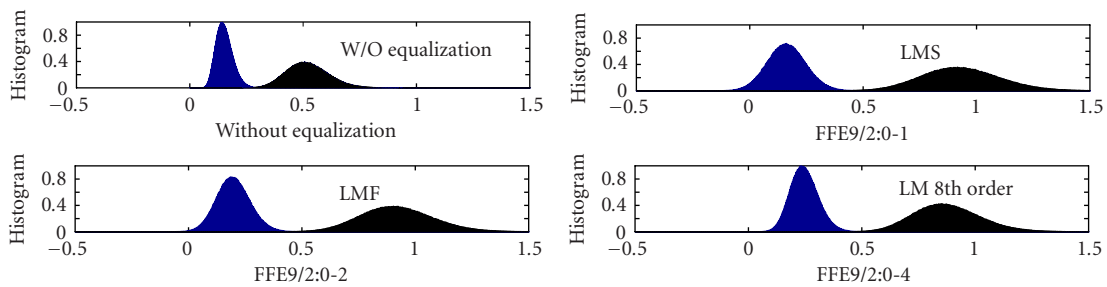 Histogram
0.8
0.4
0
W/O equalization
−0.5 0 0.5 1 1.5
Without equalization
Histogram
0.8
0.4
0
LMS
−0.5 0 0.5 1 1.5
FFE9/2:0-1
Histogram
0.8
0.4
0
LMF
−0.5 0 0.5 1 1.5
FFE9/2:0-2
Histogram
0.8
0.4
0
LM 8th order
−0.5 0 0.5 1 1.5
FFE9/2:0-4